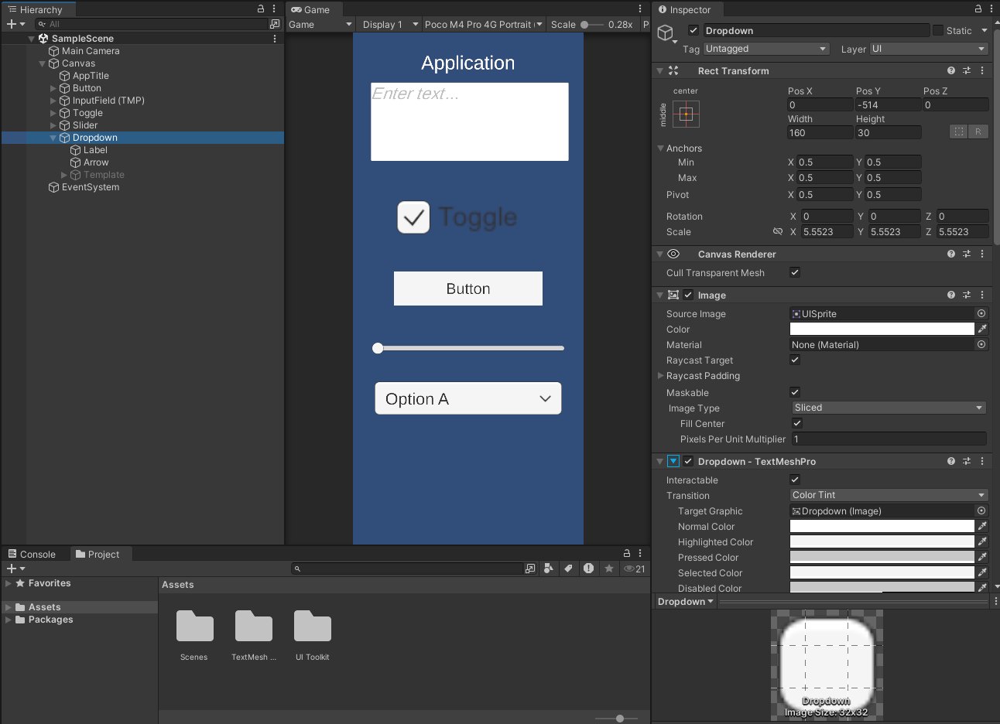 Hierarchy
All
SampleScene
Main Camera
Canvas
AppTitle
Button
InputField (TMP)
Toggle
Slider
Dropdown
Label
Arrow
Template
EventSystem
Game
Game
Display 1
Poco M4 Pro 4G Portrait (
Scale
0.28x
P
Application
Enter text...
Toggle
Button
Option A
Console
Project
21
Favorites
Assets
Packages
Assets
Scenes
TextMesh ...
UI Toolkit
Inspector
Dropdown
Static
Tag
Untagged
Layer
UI
Rect Transform
center
middle
Pos X
Pos Y
Pos Z
0
-514
0
Width
Height
160
30
R
Anchors
Min
X 0.5
Y 0.5
Max
X 0.5
Y 0.5
Pivot
X 0.5
Y 0.5
Rotation
X 0
Y 0
Z 0
Scale
X 5.5523
Y 5.5523
Z 5.5523
Canvas Renderer
Cull Transparent Mesh
Image
Source Image
UISprite
Color
Material
None (Material)
Raycast Target
Raycast Padding
Maskable
Image Type
Sliced
Fill Center
Pixels Per Unit Multiplier
1
Dropdown - TextMeshPro
Interactable
Transition
Color Tint
Target Graphic
Dropdown (Image)
Normal Color
Highlighted Color
Pressed Color
Selected Color
Disabled Color
Dropdown
Dropdown
Image Size: 32x32